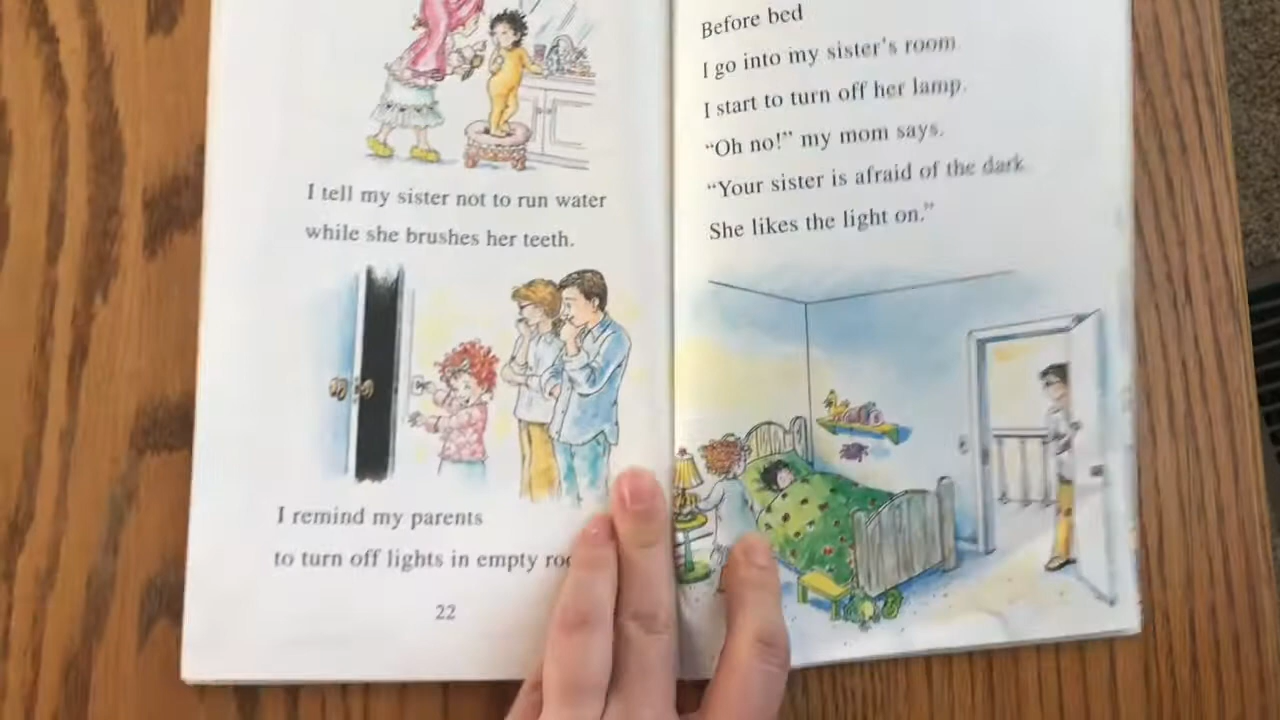 I tell my sister not to run water
while she brushes her teeth.
I remind my parents
to turn off lights in empty
22
Before bed
I go into my sister's room.
I start to turn off her lamp.
“Oh no!” my mom says.
“Your sister is afraid of the dark.
She likes the light on.”